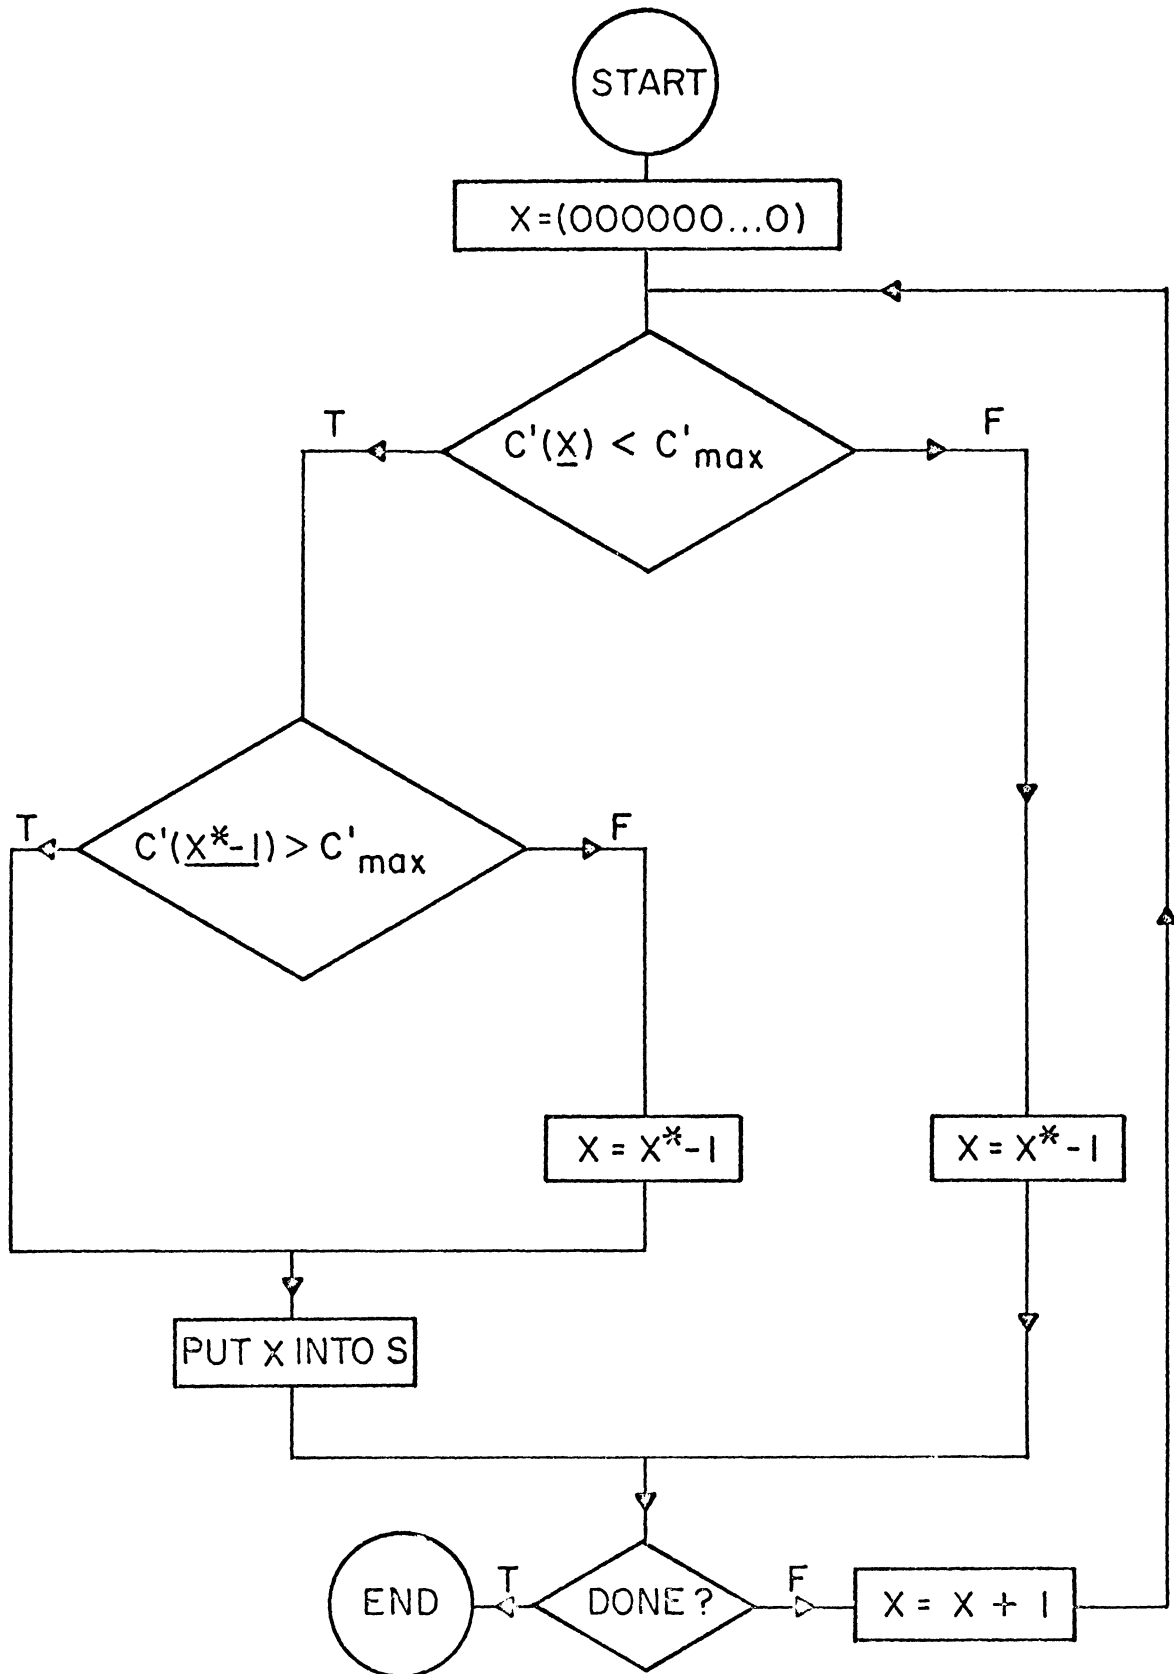 START
X=(000000...0)
T
C'(X) < C'max
F
T
C'(X*-1) > C'max
F
X = X*-1
X = X*-1
PUT X INTO S
END
T
DONE?
F
X = X + 1